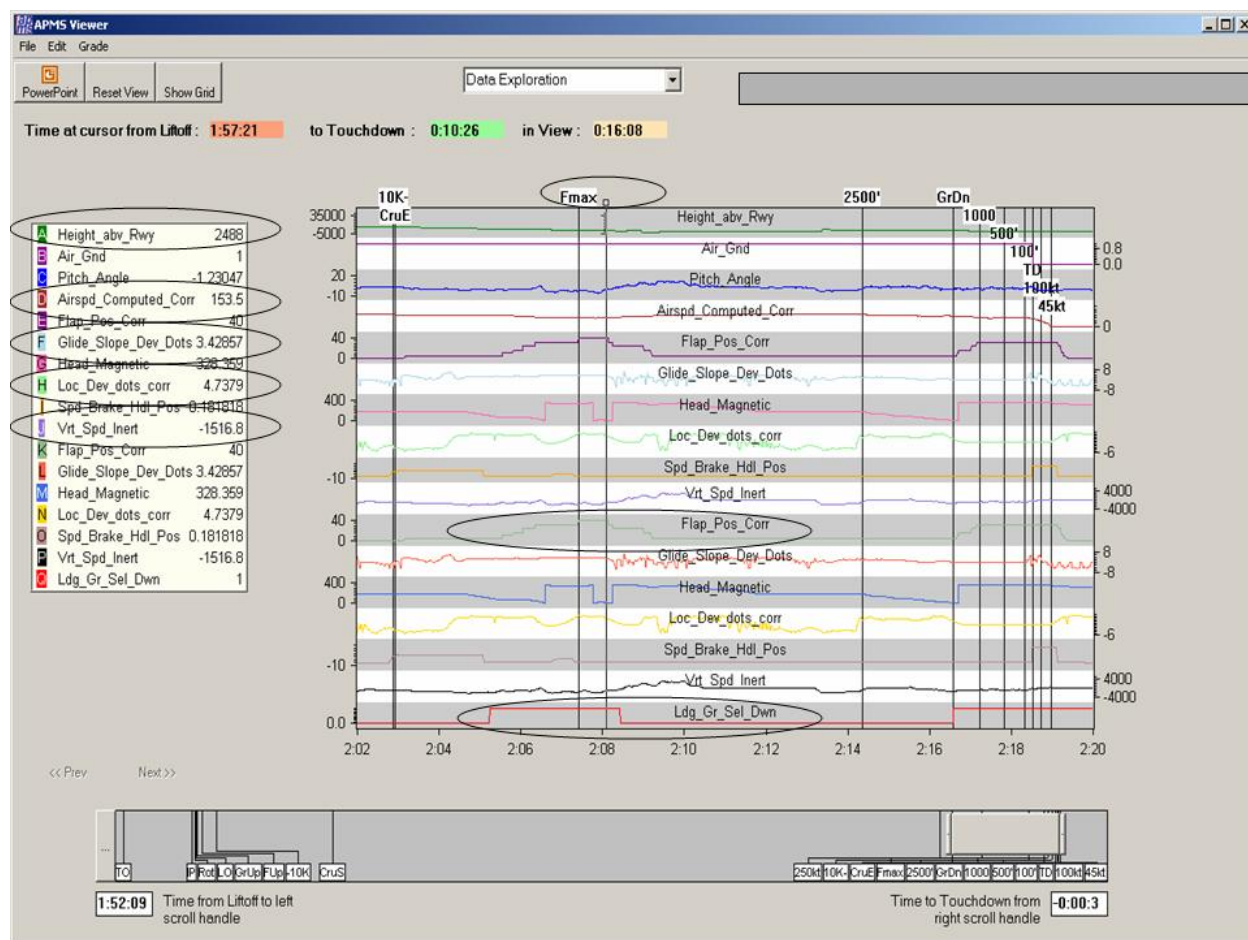 APMS Viewer
File Edit Grade
PowerPoint Reset View Show Grid
Data Exploration
Time at cursor from Liftoff : 1:57:21 to Touchdown : 0:10:26 in View : 0:16:08
A Height_abv_Rwy 2488
B Air_Gnd 1
C Pitch_Angle -1.23047
D Airspd_Computed_Corr 153.5
E Flap_Pos_Corr 40
F Glide_Slope_Dev_Dots 3.42857
G Head_Magnetic 328.359
H Loc_Dev_dots_corr 4.7379
I Spd_Brake_Hdl_Pos 0.181818
J Vrt_Spd_Inert -1516.8
K Flap_Pos_Corr 40
L Glide_Slope_Dev_Dots 3.42857
M Head_Magnetic 328.359
N Loc_Dev_dots_corr 4.7379
O Spd_Brake_Hdl_Pos 0.181818
P Vrt_Spd_Inert -1516.8
Q Ldg_Gr_Sel_Dwn 1
10K- Fmax 2500' GrDn
CruE 1000
500'
100'
TD
100kt
45kt
35000 Height_abv_Rwy
-5000
Air_Gnd 0.8
0.0
20 Pitch_Angle
-10
Airspd_Computed_Corr
0
40 Flap_Pos_Corr
0
Glide_Slope_Dev_Dots 8
-8
400 Head_Magnetic
0
Loc_Dev_dots_corr
-6
Spd_Brake_Hdl_Pos
-10
Vrt_Spd_Inert 4000
-4000
40 Flap_Pos_Corr
0
Glide_Slope_Dev_Dots 8
-8
400 Head_Magnetic
0
Loc_Dev_dots_corr
-6
Spd_Brake_Hdl_Pos
-10
Vrt_Spd_Inert 4000
-4000
Ldg_Gr_Sel_Dwn
0.0
2:02 2:04 2:06 2:08 2:10 2:12 2:14 2:16 2:18 2:20
<< Prev Next >>
...
TO IP Rot LO GrUp FUp -10K CruS 250kt 10K- CruE Fmax 2500' GrDn 1000 500' 100' TD 100kt 45kt
1:52:09 Time from Liftoff to left
scroll handle
Time to Touchdown from -0:00:3
right scroll handle